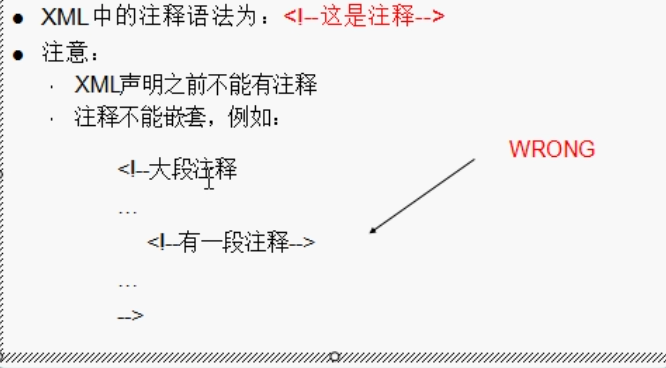 ● XML中的注释语法为：<!--这是注释-->
● 注意：
· XML声明之前不能有注释
· 注释不能嵌套，例如：
WRONG
<!--大段注释
...
<!--有一段注释-->
...
-->